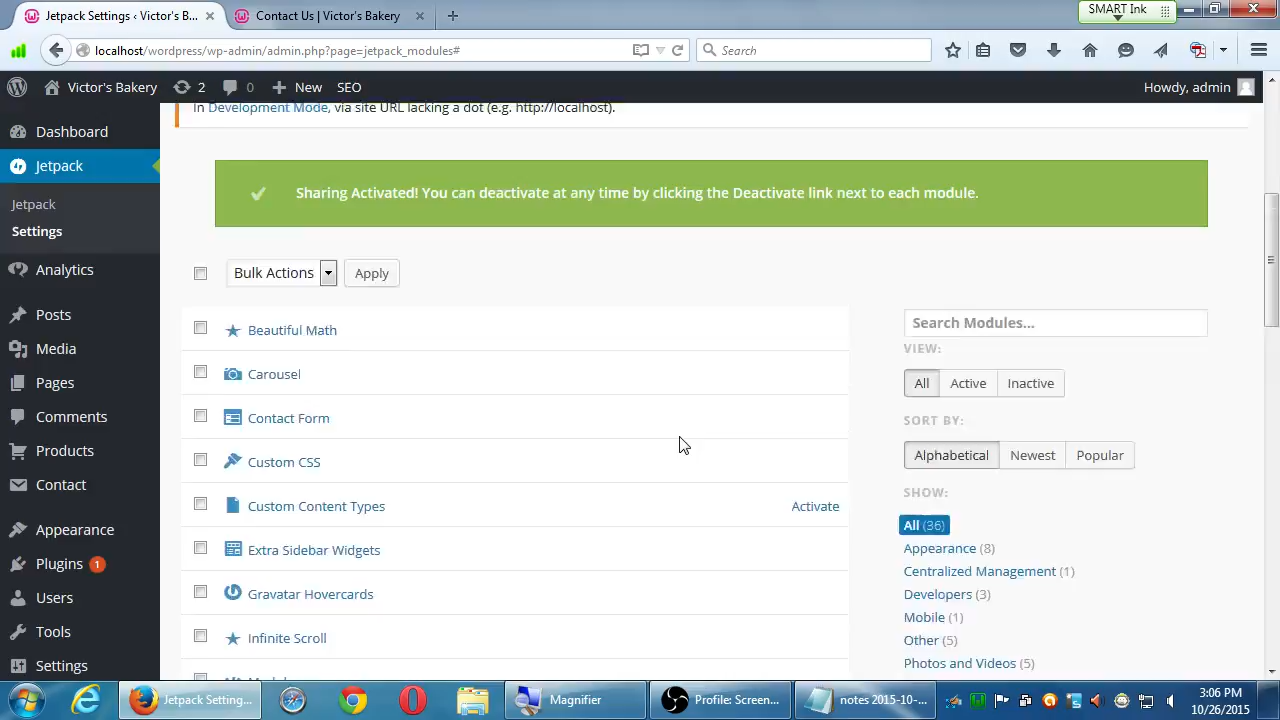 Jetpack Settings ‹ Victor's B...
Contact Us | Victor's Bakery
SMART Ink
localhost/wordpress/wp-admin/admin.php?page=jetpack_modules#
Search
Victor's Bakery
2
0
New
SEO
Howdy, admin
In Development Mode, via site URL lacking a dot (e.g. http://localhost).
Dashboard
Jetpack
Jetpack
Settings
Analytics
Posts
Media
Pages
Comments
Products
Contact
Appearance
Plugins 1
Users
Tools
Settings
Sharing Activated! You can deactivate at any time by clicking the Deactivate link next to each module.
Bulk Actions
Apply
Beautiful Math
Carousel
Contact Form
Custom CSS
Custom Content Types
Activate
Extra Sidebar Widgets
Gravatar Hovercards
Infinite Scroll
Search Modules...
VIEW:
All
Active
Inactive
SORT BY:
Alphabetical
Newest
Popular
SHOW:
All (36)
Appearance (8)
Centralized Management (1)
Developers (3)
Mobile (1)
Other (5)
Photos and Videos (5)
Jetpack Setting...
Magnifier
Profile: Screen...
notes 2015-10-...
3:06 PM
10/26/2015